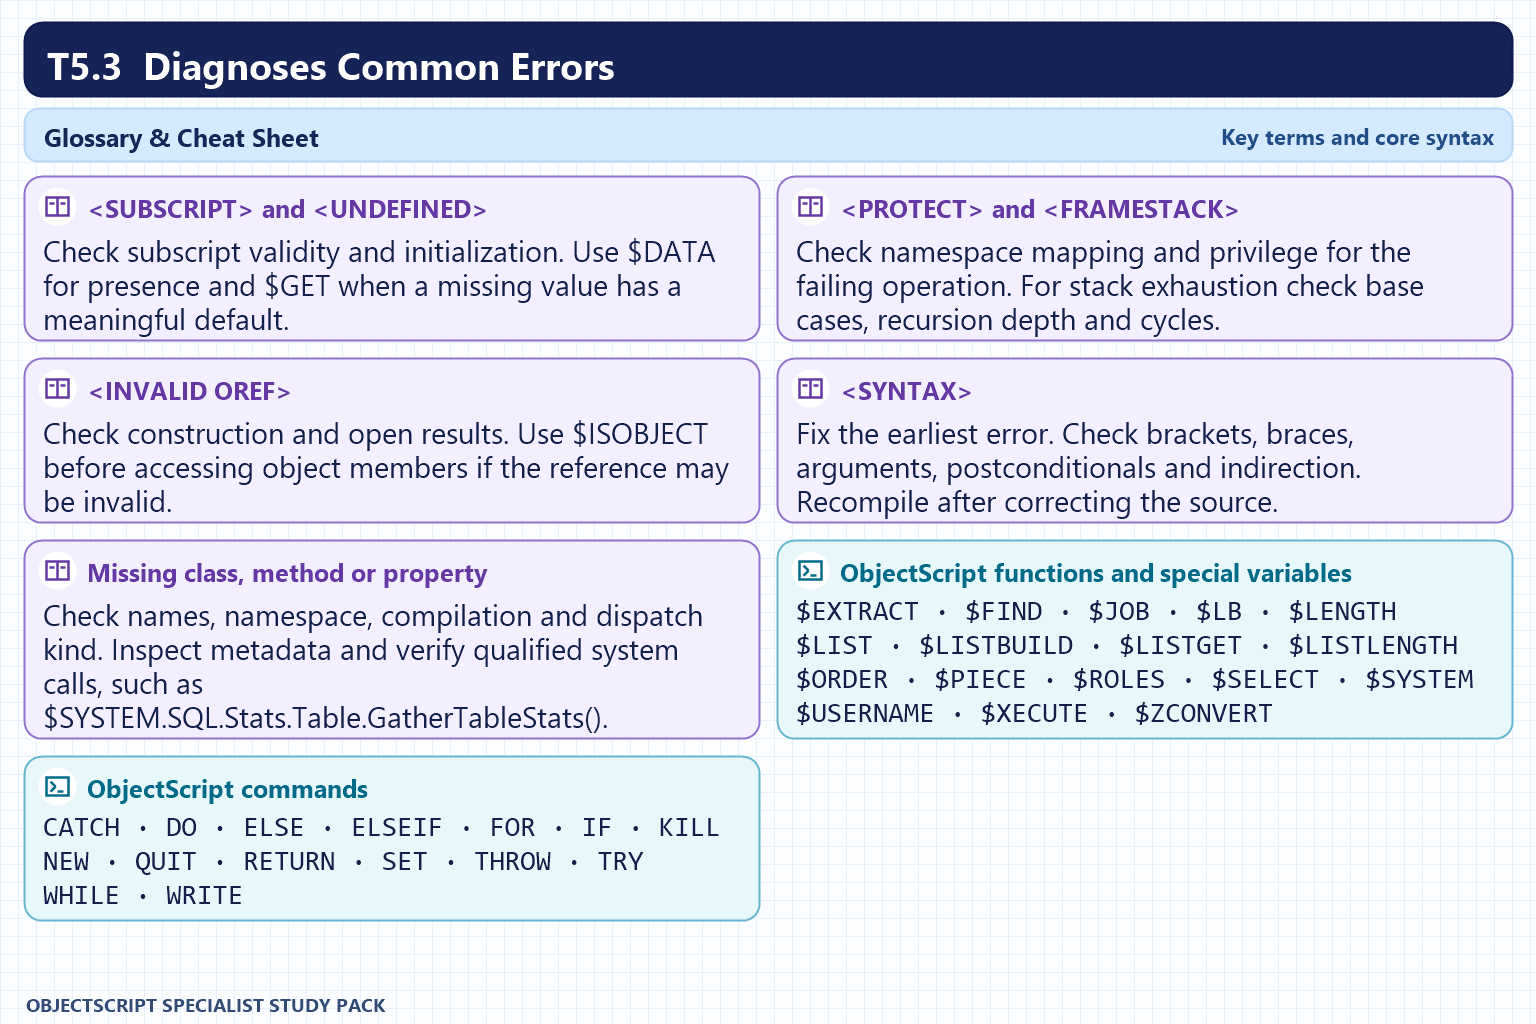 T5.3 Diagnoses Common Errors
Glossary & Cheat Sheet
Key terms and core syntax
<SUBSCRIPT> and <UNDEFINED>
Check subscript validity and initialization. Use $DATA
for presence and $GET when a missing value has a
meaningful default.
<PROTECT> and <FRAMESTACK>
Check namespace mapping and privilege for the
failing operation. For stack exhaustion check base
cases, recursion depth and cycles.
<INVALID OREF>
Check construction and open results. Use $ISOBJECT
before accessing object members if the reference may
be invalid.
<SYNTAX>
Fix the earliest error. Check brackets, braces,
arguments, postconditionals and indirection.
Recompile after correcting the source.
Missing class, method or property
Check names, namespace, compilation and dispatch
kind. Inspect metadata and verify qualified system
calls, such as
$SYSTEM.SQL.Stats.Table.GatherTableStats().
ObjectScript functions and special variables
$EXTRACT · $FIND · $JOB · $LB · $LENGTH
$LIST · $LISTBUILD · $LISTGET · $LISTLENGTH
$ORDER · $PIECE · $ROLES · $SELECT · $SYSTEM
$USERNAME · $XECUTE · $ZCONVERT
ObjectScript commands
CATCH · DO · ELSE · ELSEIF · FOR · IF · KILL
NEW · QUIT · RETURN · SET · THROW · TRY
WHILE · WRITE
OBJECTSCRIPT SPECIALIST STUDY PACK